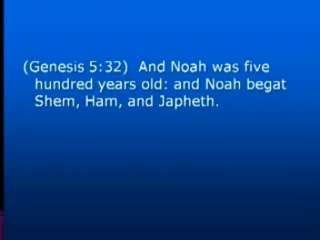 (Genesis 5:32)  And Noah was five
hundred years old: and Noah begat
Shem, Ham, and Japheth.